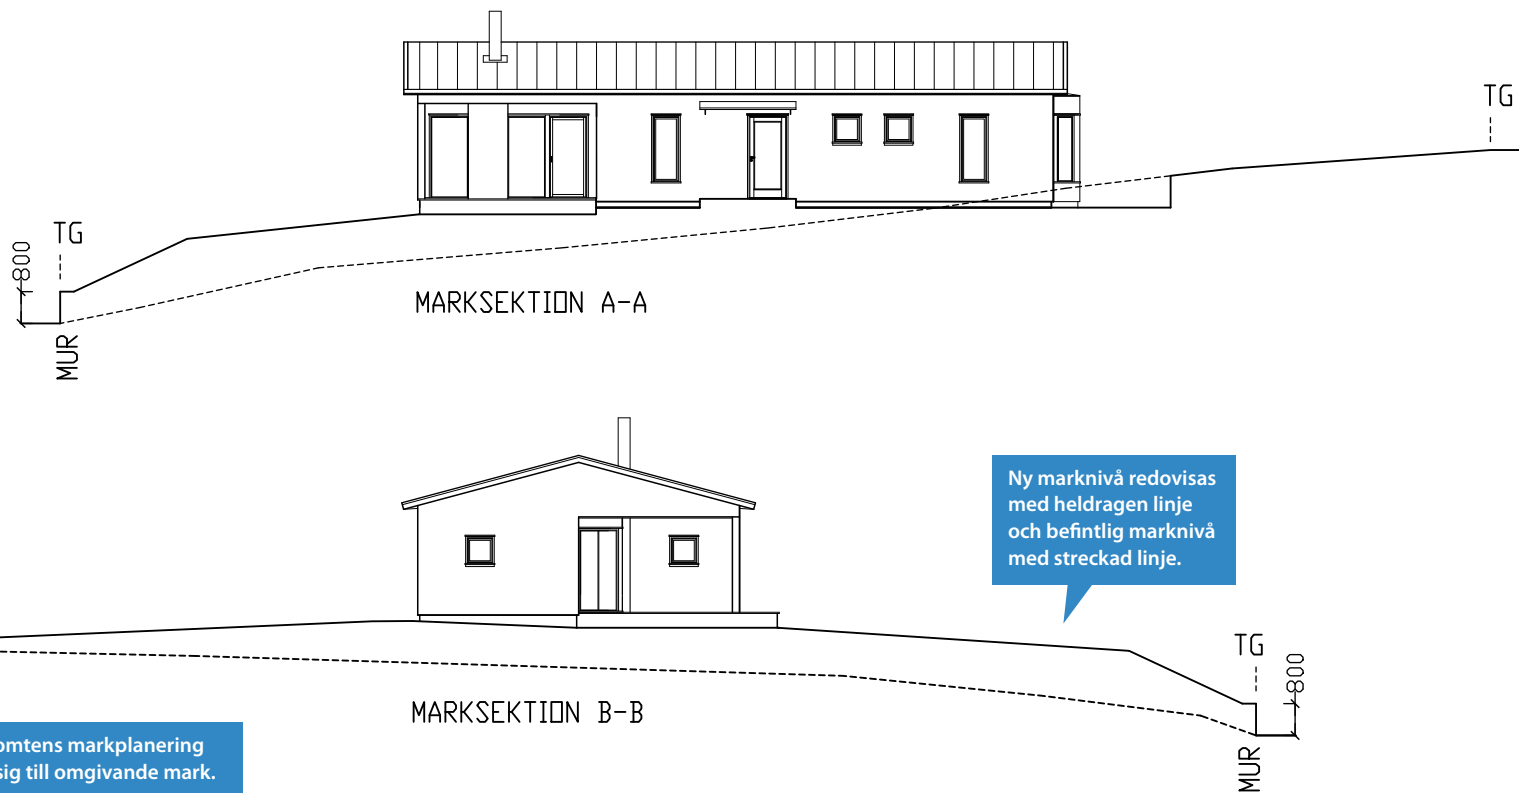 TG
TG
800
MUR
MARKSEKTION A-A
Ny marknivå redovisas
med heldragen linje
och befintlig marknivå
med streckad linje.
TG
800
MUR
MARKSEKTION B-B
markplanering
sig till omgivande mark.